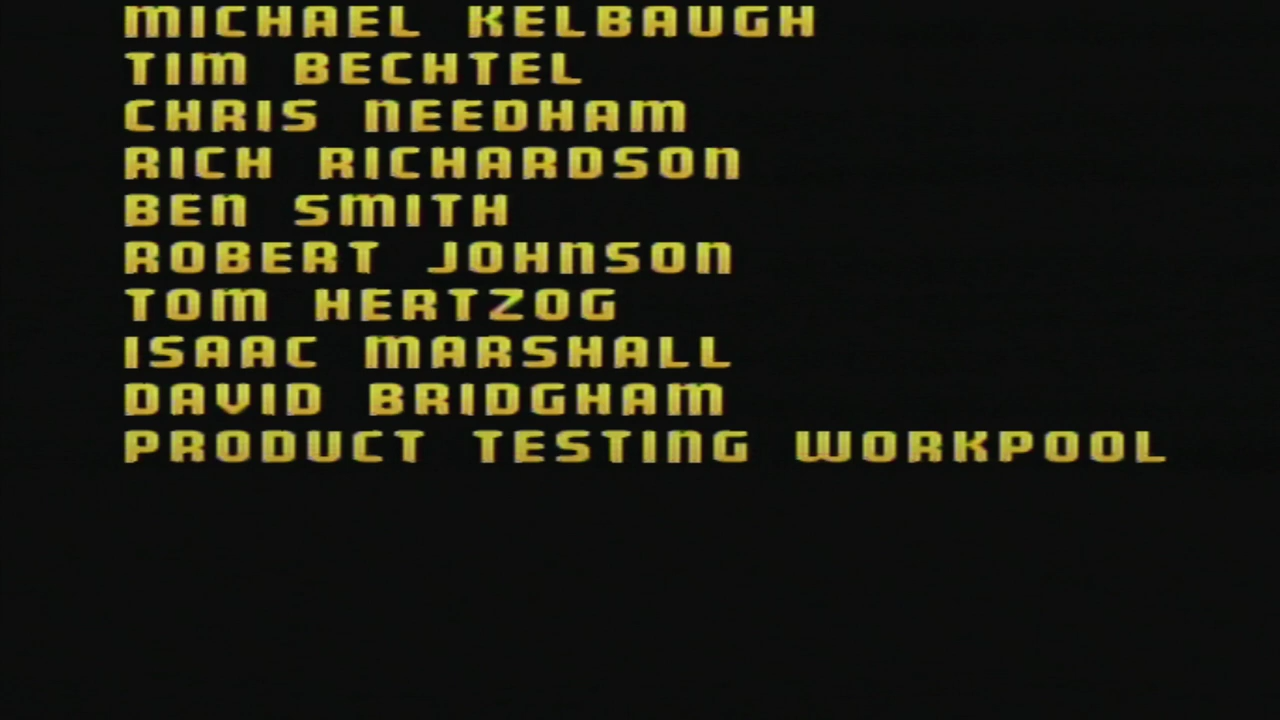 MICHAEL KELBAUGH
TIM BECHTEL
CHRIS NEEDHAM
RICH RICHARDSON
BEN SMITH
ROBERT JOHNSON
TOM HERTZOG
ISAAC MARSHALL
DAVID BRIDGHAM
PRODUCT TESTING WORKPOOL